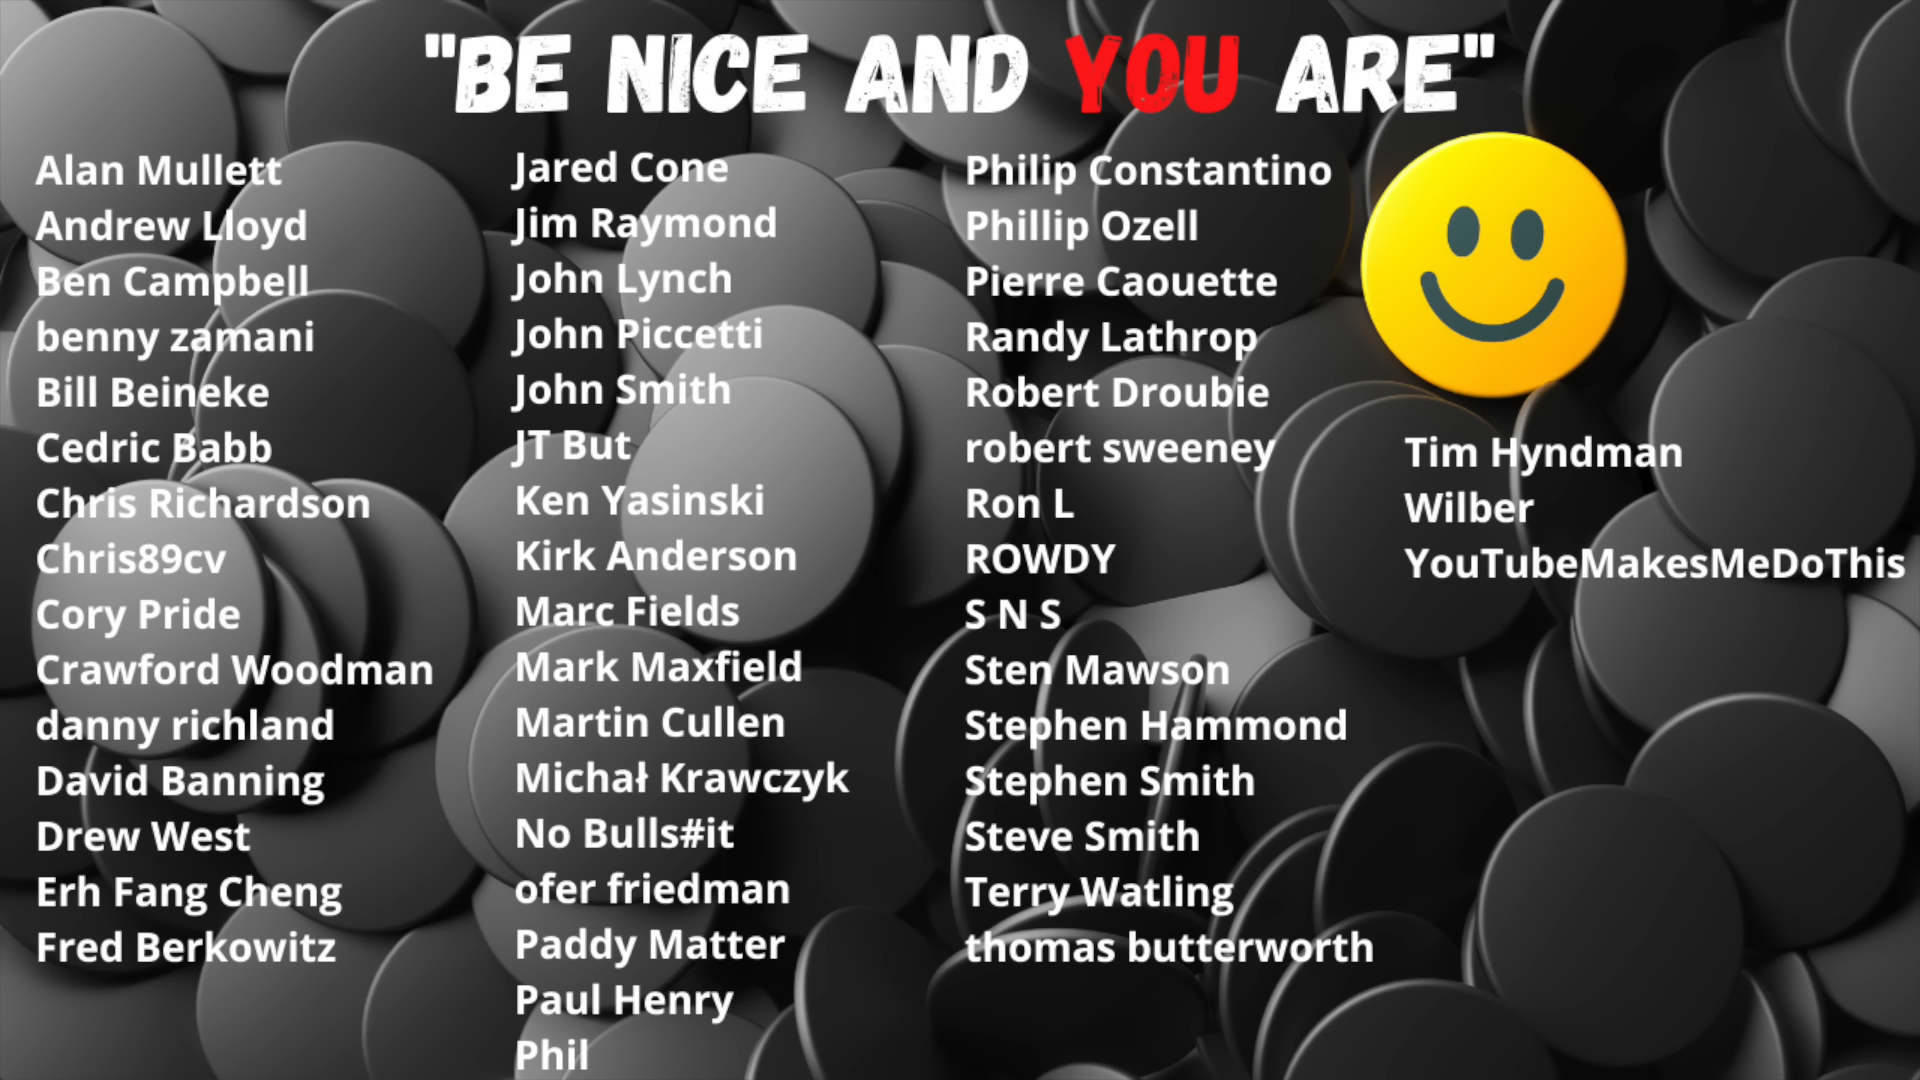 "BE NICE AND YOU ARE"
Alan Mullett
Andrew Lloyd
Ben Campbell
benny zamani
Bill Beineke
Cedric Babb
Chris Richardson
Chris89cv
Cory Pride
Crawford Woodman
danny richland
David Banning
Drew West
Erh Fang Cheng
Fred Berkowitz
Jared Cone
Jim Raymond
John Lynch
John Piccetti
John Smith
JT But
Ken Yasinski
Kirk Anderson
Marc Fields
Mark Maxfield
Martin Cullen
Michał Krawczyk
No Bulls#it
ofer friedman
Paddy Matter
Paul Henry
Phil
Philip Constantino
Phillip Ozell
Pierre Caouette
Randy Lathrop
Robert Droubie
robert sweeney
Ron L
ROWDY
S N S
Sten Mawson
Stephen Hammond
Stephen Smith
Steve Smith
Terry Watling
thomas butterworth
Tim Hyndman
Wilber
YouTubeMakesMeDoThis